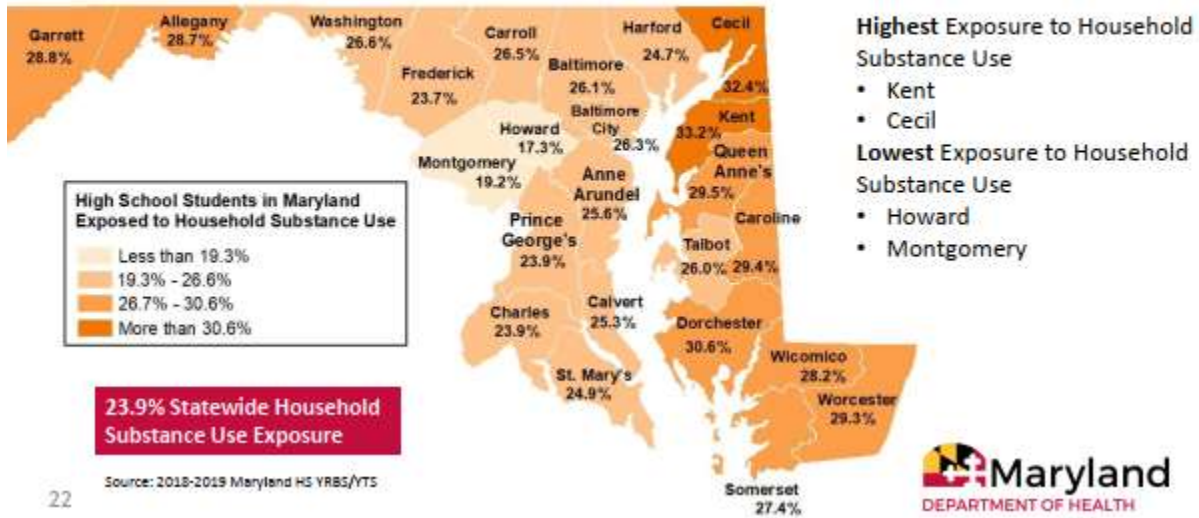 Garrett
28.8%
Allegany
28.7%
Washington
26.6%
Frederick
23.7%
Carroll
26.5%
Baltimore
26.1%
Baltimore
City
26.3%
Harford
24.7%
Cecil
32.4%
Kent
33.2%
Queen
Anne's
29.5%
Caroline
29.4%
Talbot
26.0%
Howard
17.3%
Montgomery
19.2%
Anne
Arundel
25.6%
Prince
George's
23.9%
Charles
23.9%
Calvert
25.3%
St. Mary's
24.9%
Dorchester
30.6%
Wicomico
28.2%
Worcester
29.3%
Somerset
27.4%
High School Students in Maryland
Exposed to Household Substance Use
Less than 19.3%
19.3% - 26.6%
26.7% - 30.6%
More than 30.6%
23.9% Statewide Household
Substance Use Exposure
Source: 2018-2019 Maryland HS YRBS/YTS
22
Highest Exposure to Household
Substance Use
• Kent
• Cecil
Lowest Exposure to Household
Substance Use
• Howard
• Montgomery
Maryland
DEPARTMENT OF HEALTH